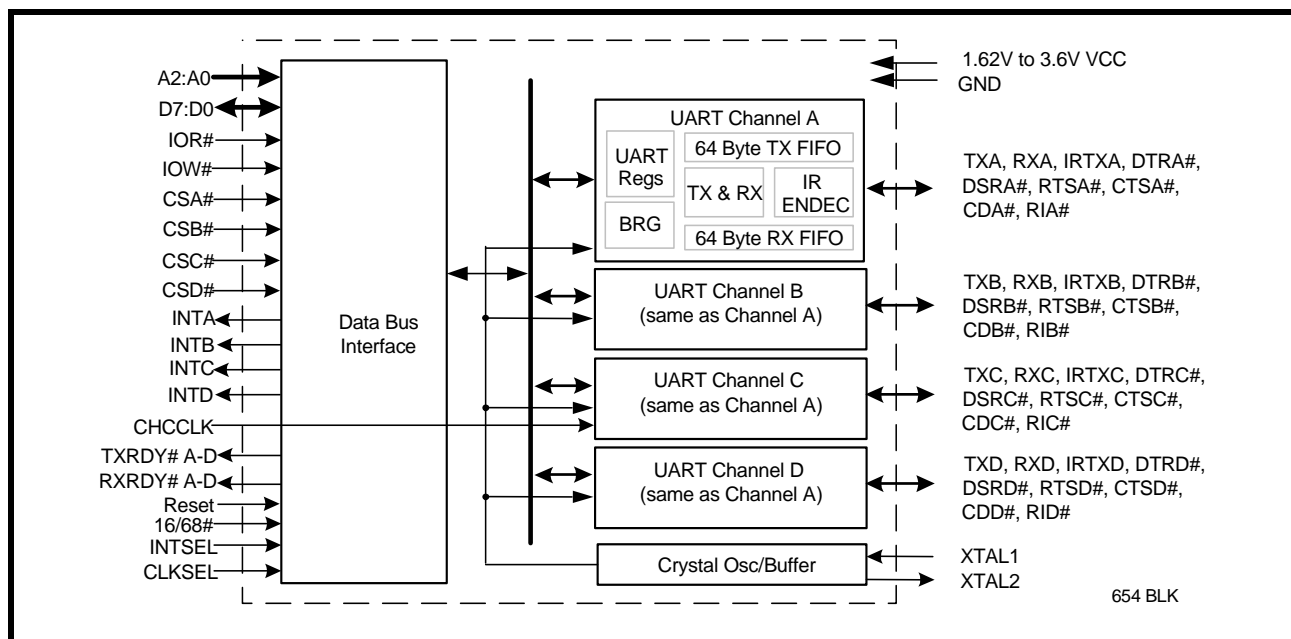 A2:A0
D7:D0
IOR#
IOW#
CSA#
CSB#
CSC#
CSD#
INTA
INTB
INTC
INTD
CHCCLK
TXRDY# A-D
RXRDY# A-D
Reset
16/68#
INTSEL
CLKSEL
Data Bus
Interface
UART Channel A
UART
Regs
BRG
64 Byte TX FIFO
TX & RX
IR
ENDEC
64 Byte RX FIFO
UART Channel B
(same as Channel A)
UART Channel C
(same as Channel A)
UART Channel D
(same as Channel A)
Crystal Osc/Buffer
1.62V to 3.6V VCC
GND
TXA, RXA, IRTXA, DTRA#,
DSRA#, RTSA#, CTSA#,
CDA#, RIA#
TXB, RXB, IRTXB, DTRB#,
DSRB#, RTSB#, CTSB#,
CDB#, RIB#
TXC, RXC, IRTXC, DTRC#,
DSRC#, RTSC#, CTSC#,
CDC#, RIC#
TXD, RXD, IRTXD, DTRD#,
DSRD#, RTSD#, CTSD#,
CDD#, RID#
XTAL1
XTAL2
654 BLK